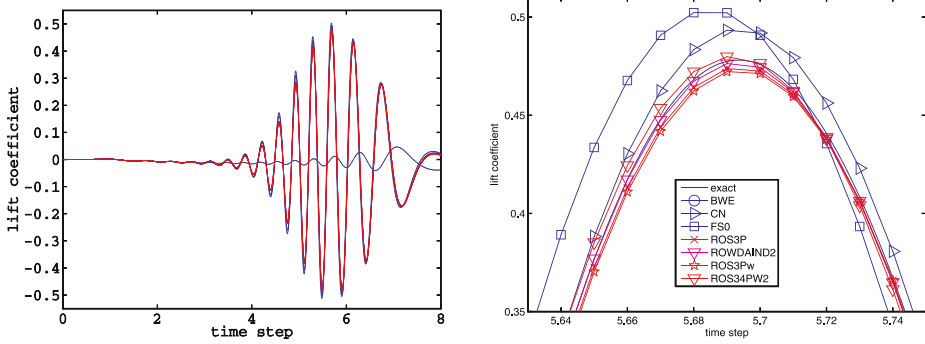 0.5
0.4
0.3
0.2
0.1
0
-0.1
-0.2
-0.3
-0.4
-0.5
lift coefficient
0 2 4 6 8
time step
0.5
0.45
0.4
0.35
lift coefficient
exact
BWE
CN
FS0
ROS3P
ROWDAIND2
ROS3Pw
ROS34PW2
5.64 5.66 5.68 5.7 5.72 5.74
time step